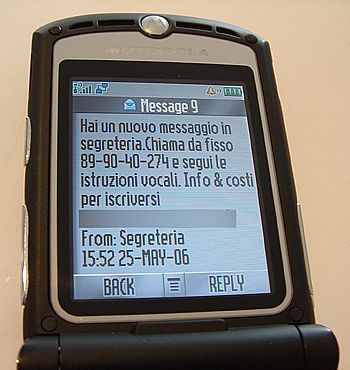 MOTOROLA
Message 9
Hai un nuovo messaggio in
segreteria.Chiama da fisso
89-90-40-274 e segui le
istruzioni vocali. Info & costi
per iscriversi
From: Segreteria
15:52 25-MAY-06
BACK
REPLY